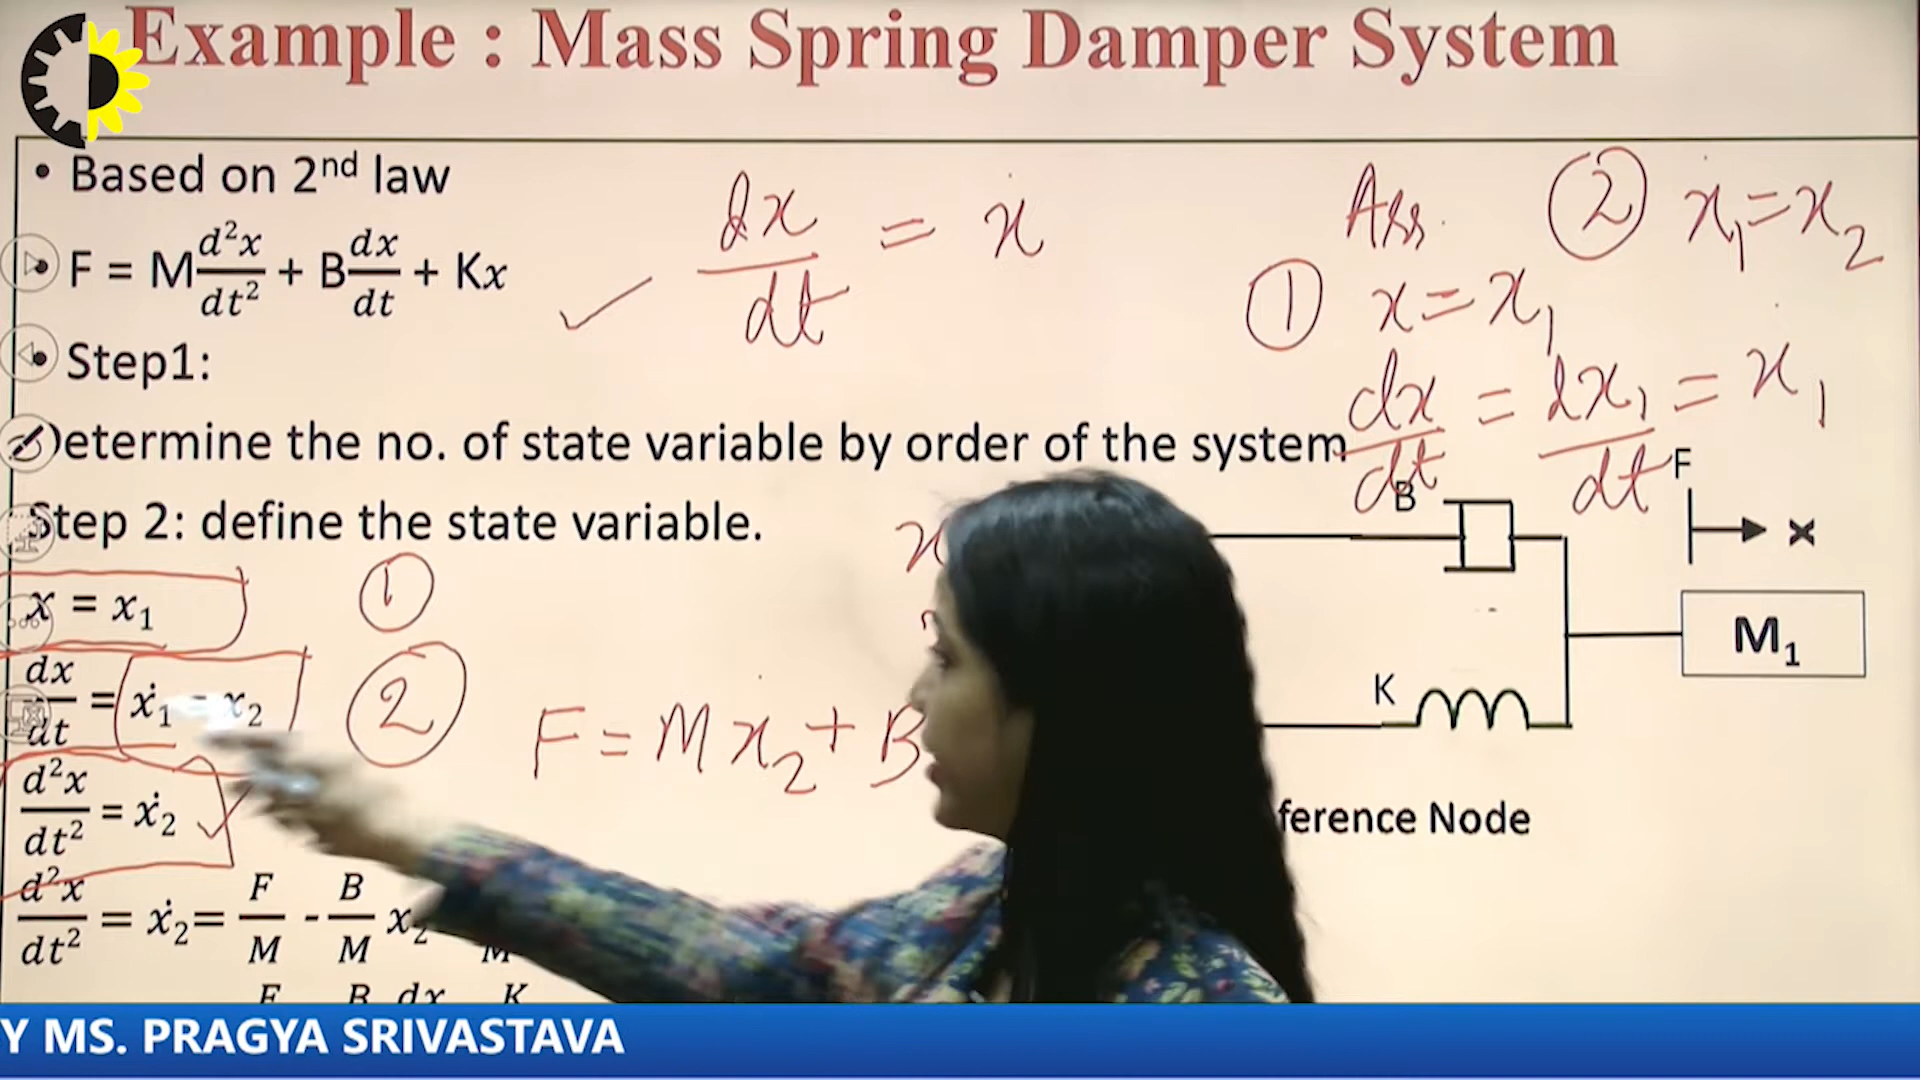 Example : Mass Spring Damper System
• Based on 2nd law
• F = M d²x/dt² + B dx/dt + Kx
dx/dt = ẋ
Ass.
② ẋ₁ = x₂
① x = x₁
dx/dt = dx₁/dt = ẋ₁
• Step1:
Determine the no. of state variable by order of the system
Step 2: define the state variable.
x = x₁ ①
dx/dt = ẋ₁ = x₂ ②
d²x/dt² = ẋ₂
F = Mẋ₂ + B
d²x/dt² = ẋ₂ = F/M - B/M x₂
F B dx K
B
F
x
M₁
K
ference Node
Y MS. PRAGYA SRIVASTAVA